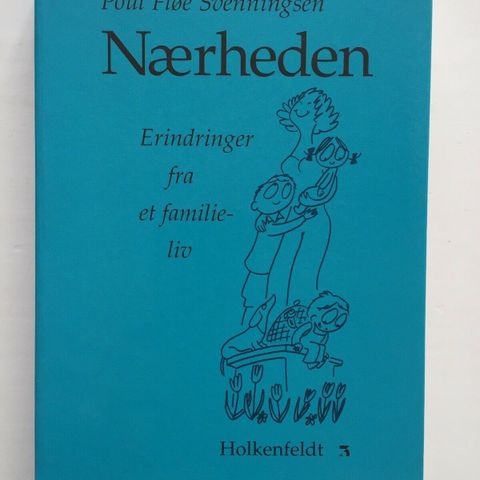 Poul Fløe Svenningsen
Nærheden
Erindringer
fra
et familie-
liv
Holkenfeldt 3